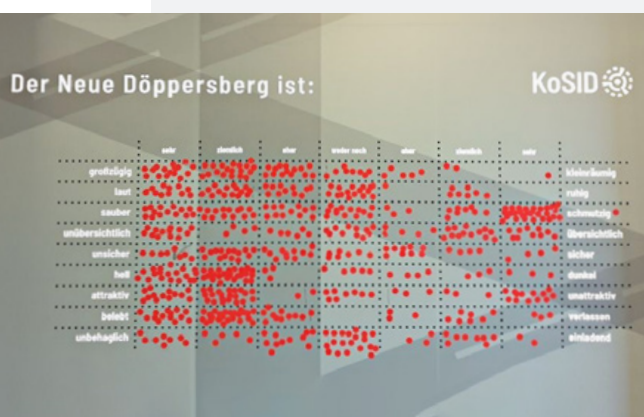 Der Neue Döppersberg ist:
KoSID
sehr ziemlich eher weder noch eher ziemlich sehr
großzügig kleinräumig
laut ruhig
sauber schmutzig
unübersichtlich übersichtlich
unsicher sicher
hell dunkel
attraktiv unattraktiv
belebt verlassen
unbehaglich einladend